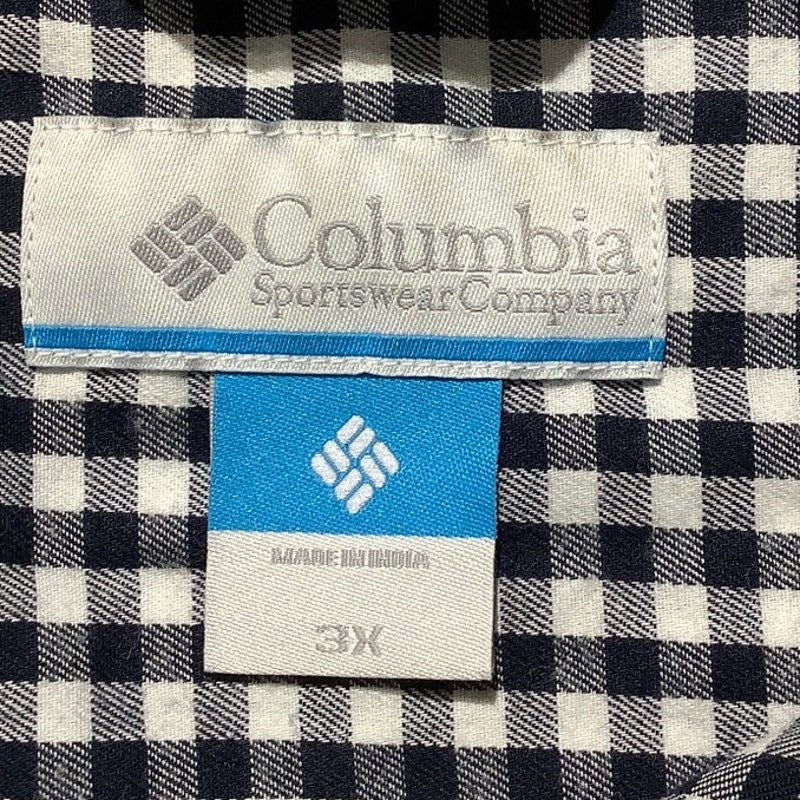 Columbia
Sportswear Company
MADE IN INDIA
3X